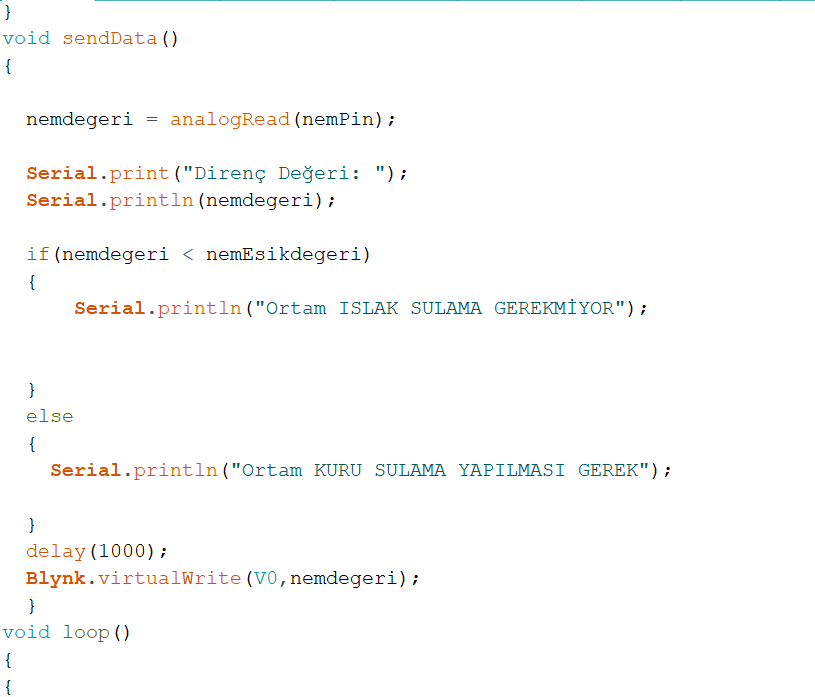 }
void sendData()
{
nemdegeri = analogRead(nemPin);
Serial.print("Direnç Değeri: ");
Serial.println(nemdegeri);
if(nemdegeri < nemEsikdegeri)
{
Serial.println("Ortam ISLAK SULAMA GEREKMİYOR");
}
else
{
Serial.println("Ortam KURU SULAMA YAPILMASI GEREK");
}
delay(1000);
Blynk.virtualWrite(V0,nemdegeri);
}
void loop()
{
{